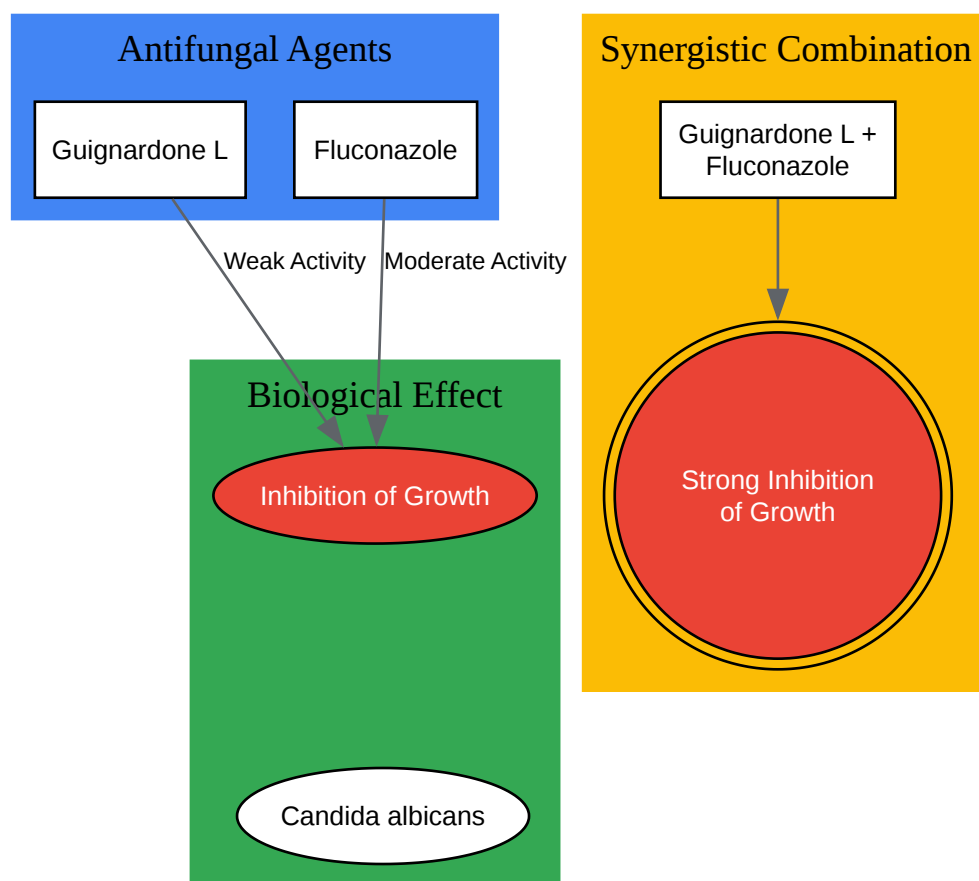 Antifungal Agents
Guignardone L
Fluconazole
Weak Activity
Moderate Activity
Biological Effect
Inhibition of Growth
Candida albicans
Synergistic Combination
Guignardone L +
Fluconazole
Strong Inhibition
of Growth